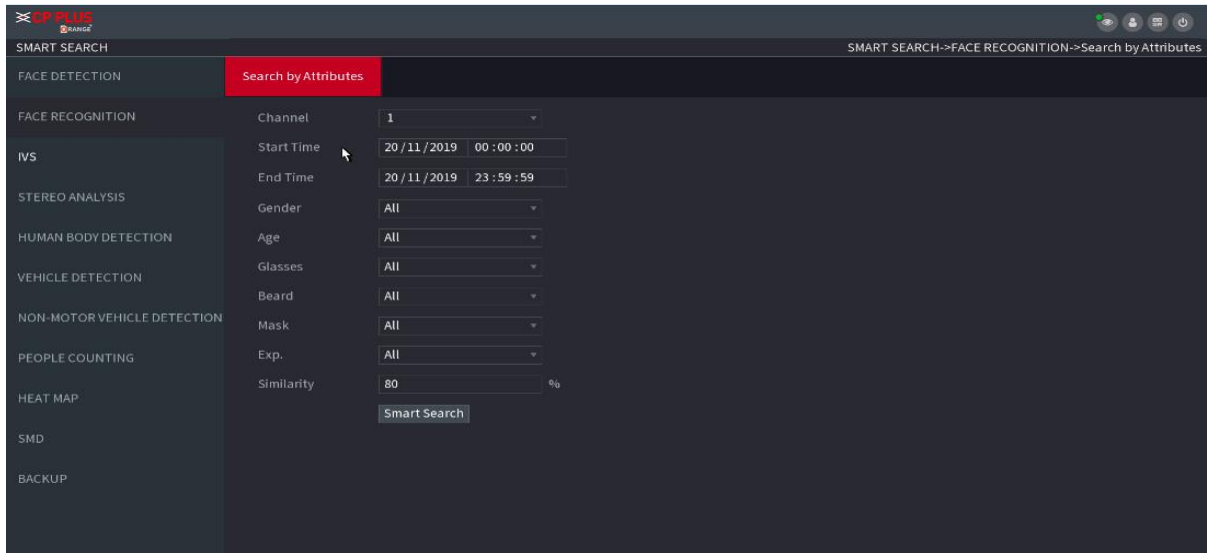 CP PLUS
ORANGE
SMART SEARCH
SMART SEARCH->FACE RECOGNITION->Search by Attributes
FACE DETECTION
FACE RECOGNITION
IVS
STEREO ANALYSIS
HUMAN BODY DETECTION
VEHICLE DETECTION
NON-MOTOR VEHICLE DETECTION
PEOPLE COUNTING
HEAT MAP
SMD
BACKUP
Search by Attributes
Channel 1
Start Time 20/11/2019 00:00:00
End Time 20/11/2019 23:59:59
Gender All
Age All
Glasses All
Beard All
Mask All
Exp. All
Similarity 80 %
Smart Search